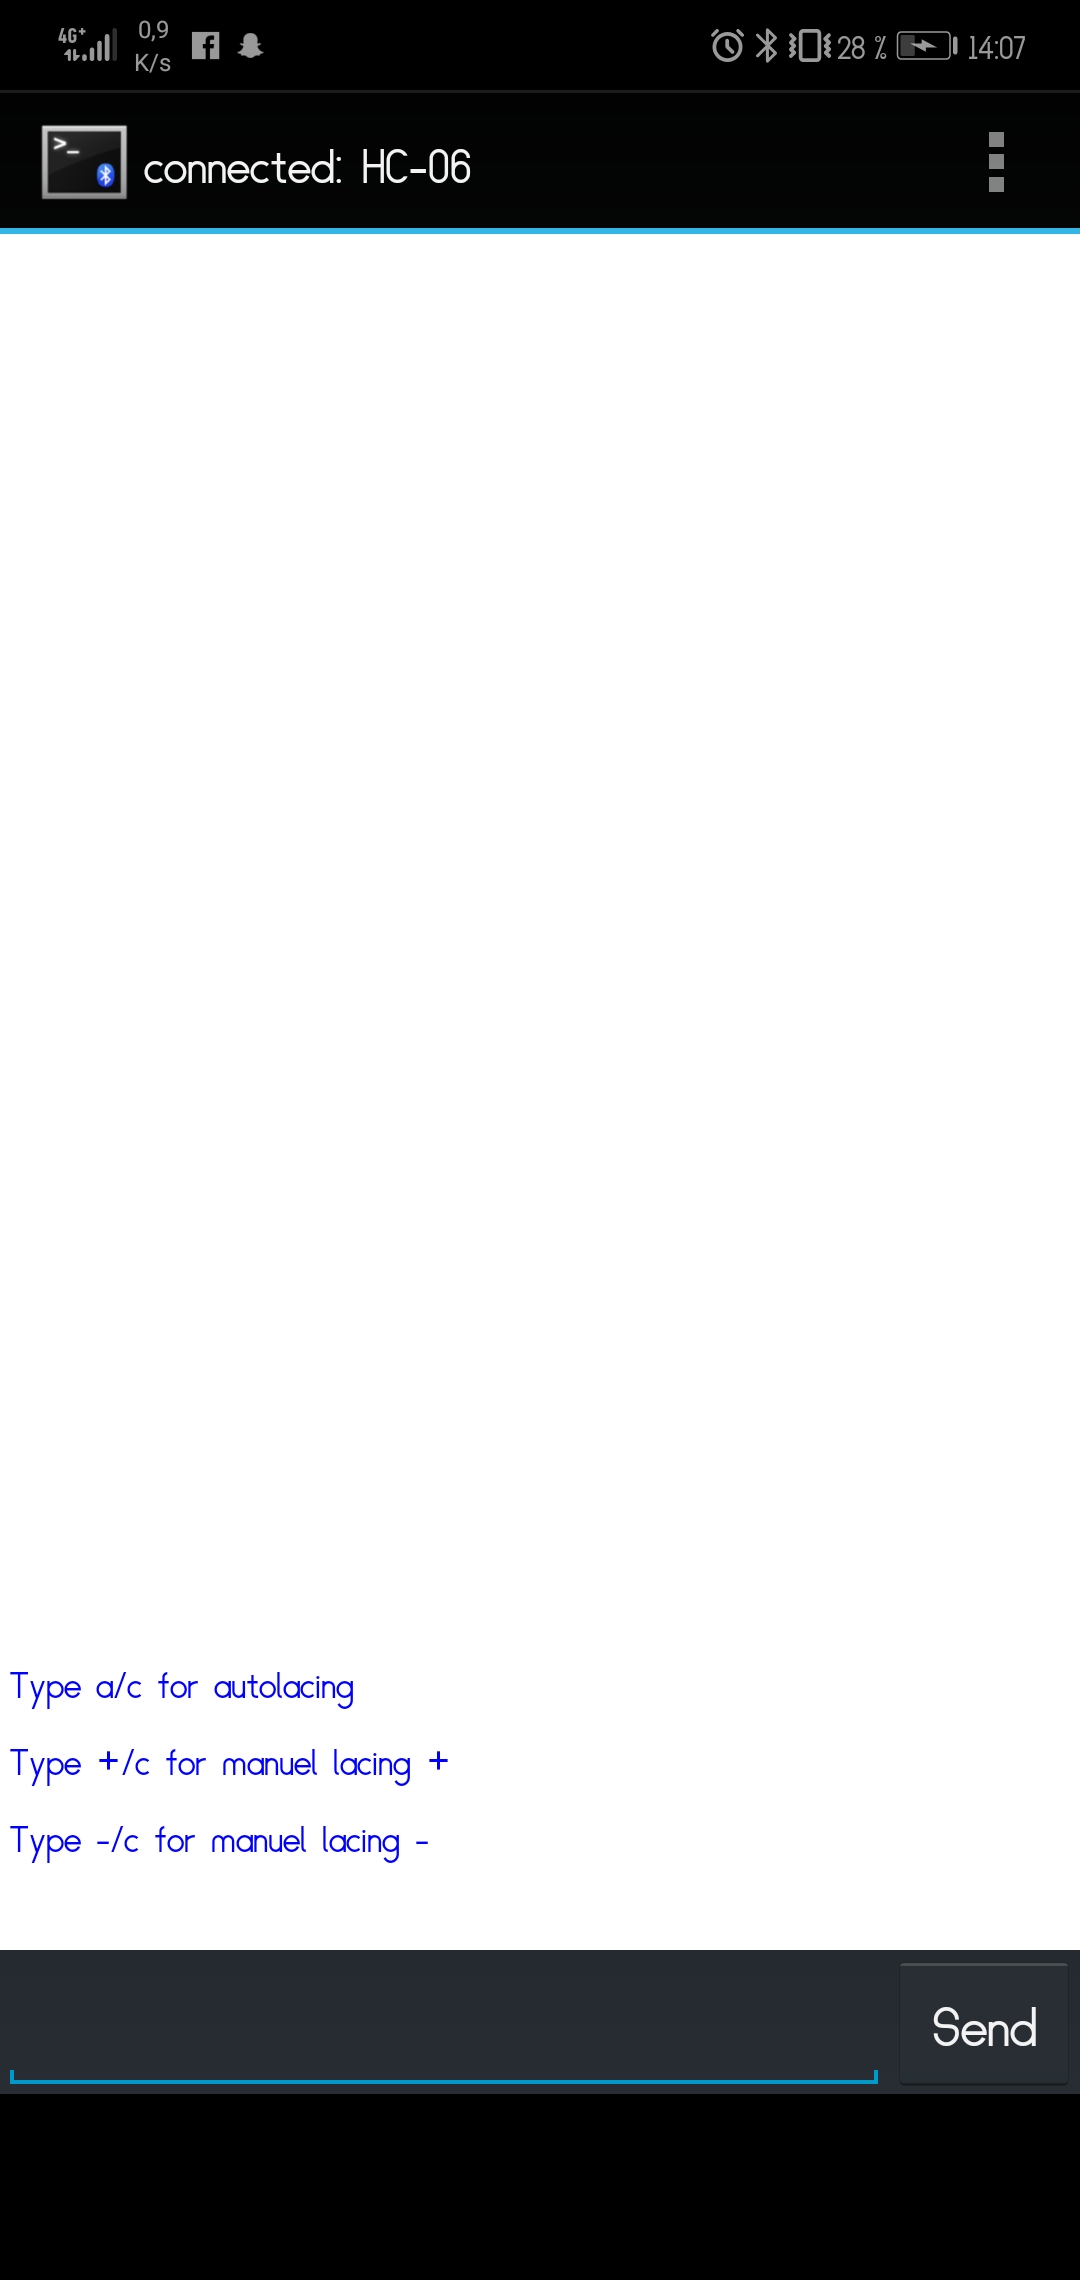 4G+
0,9
K/s
28 %
14:07
>_
connected: HC-06
Type a/c for autolacing
Type +/c for manuel lacing +
Type -/c for manuel lacing -
Send